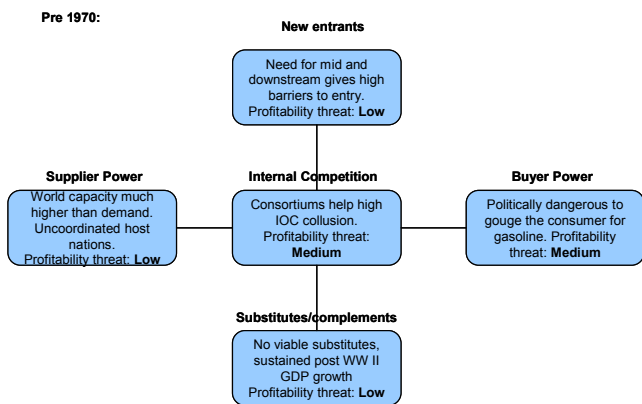 Pre 1970:
New entrants
Need for mid and
downstream gives high
barriers to entry.
Profitability threat: Low
Supplier Power
World capacity much
higher than demand.
Uncoordinated host
nations.
Profitability threat: Low
Internal Competition
Consortiums help high
IOC collusion.
Profitability threat:
Medium
Buyer Power
Politically dangerous to
gouge the consumer for
gasoline. Profitability
threat: Medium
Substitutes/complements
No viable substitutes,
sustained post WW II
GDP growth
Profitability threat: Low